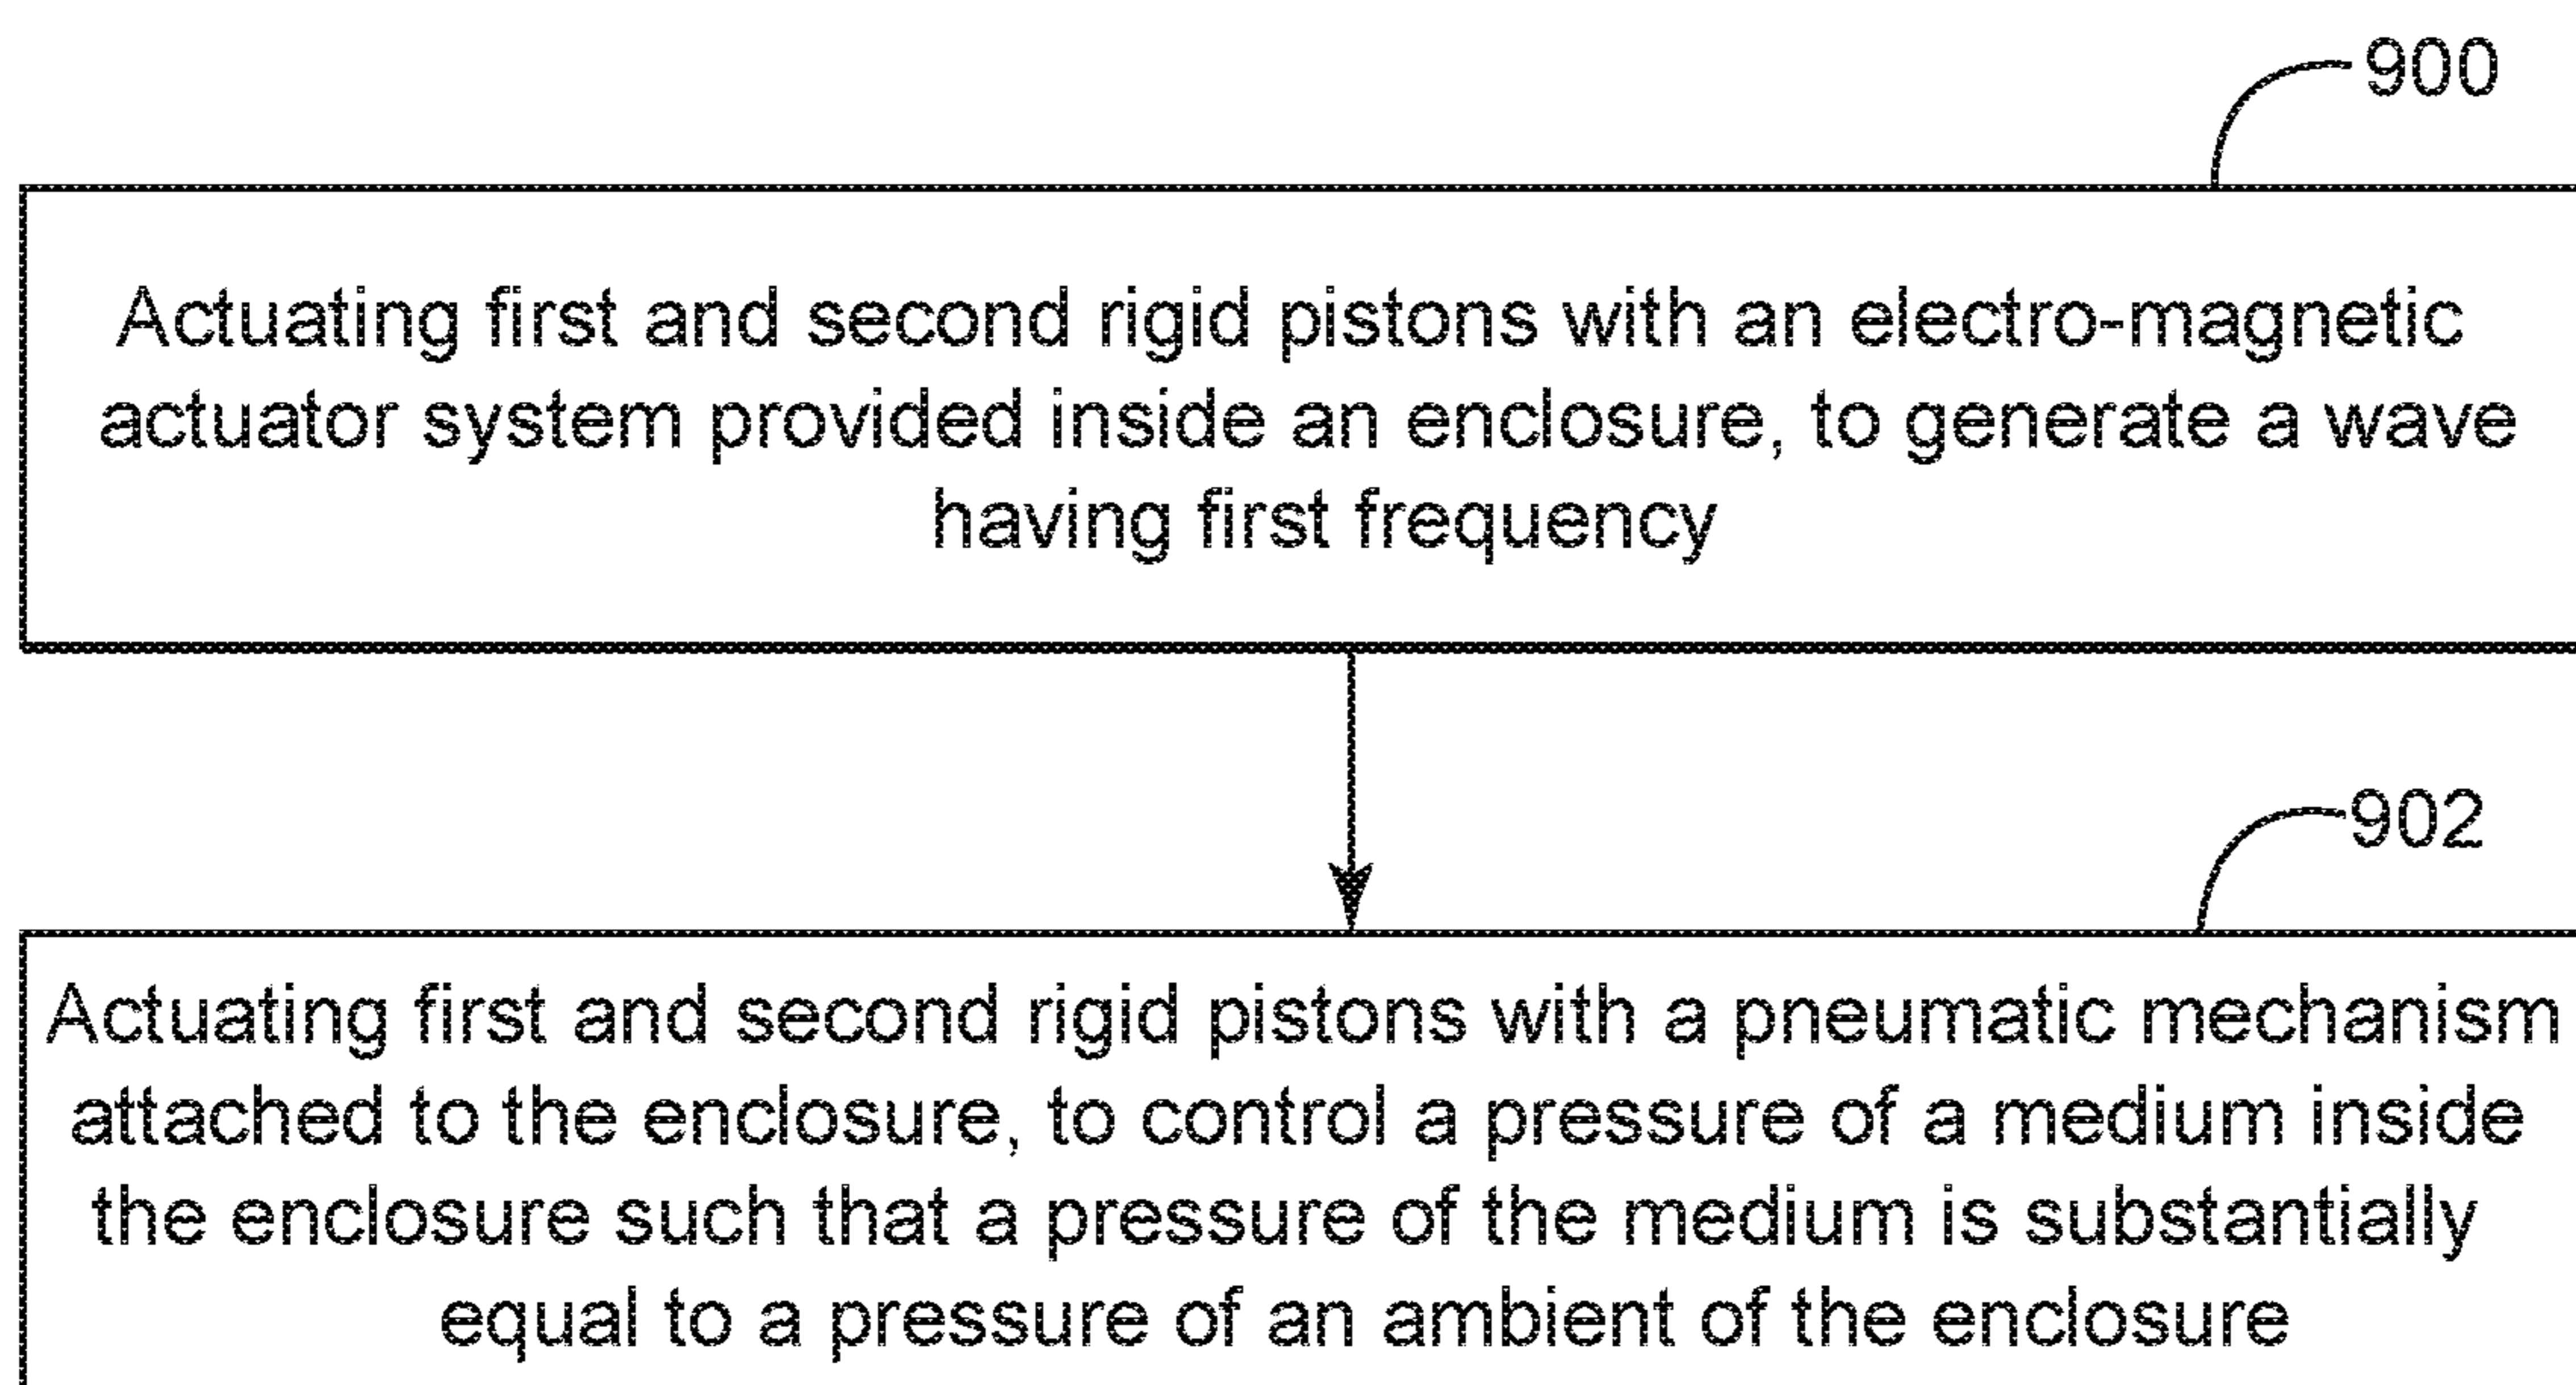 900
Actuating first and second rigid pistons with an electro-magnetic
actuator system provided inside an enclosure, to generate a wave
having first frequency
902
Actuating first and second rigid pistons with a pneumatic mechanism
attached to the enclosure, to control a pressure of a medium inside
the enclosure such that a pressure of the medium is substantially
equal to a pressure of an ambient of the enclosure